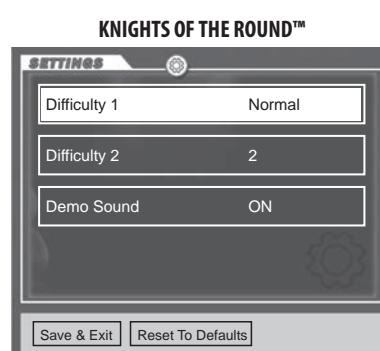 KNIGHTS OF THE ROUND™
SETTINGS
Difficulty 1 Normal
Difficulty 2 2
Demo Sound ON
Save & Exit Reset To Defaults